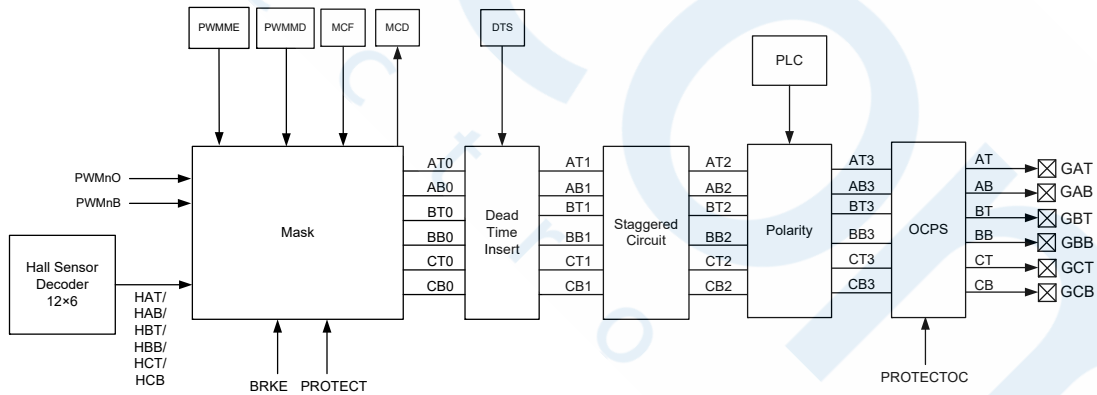 PWMME
PWMMD
MCF
MCD
DTS
PLC
PWMnO
PWMnB
Hall Sensor
Decoder
12×6
HAT/
HAB/
HBT/
HBB/
HCT/
HCB
Mask
BRKE
PROTECT
AT0
AB0
BT0
BB0
CT0
CB0
Dead
Time
Insert
AT1
AB1
BT1
BB1
CT1
CB1
Staggered
Circuit
AT2
AB2
BT2
BB2
CT2
CB2
Polarity
AT3
AB3
BT3
BB3
CT3
CB3
OCPS
PROTECTOC
AT
AB
BT
BB
CT
CB
GAT
GAB
GBT
GBB
GCT
GCB